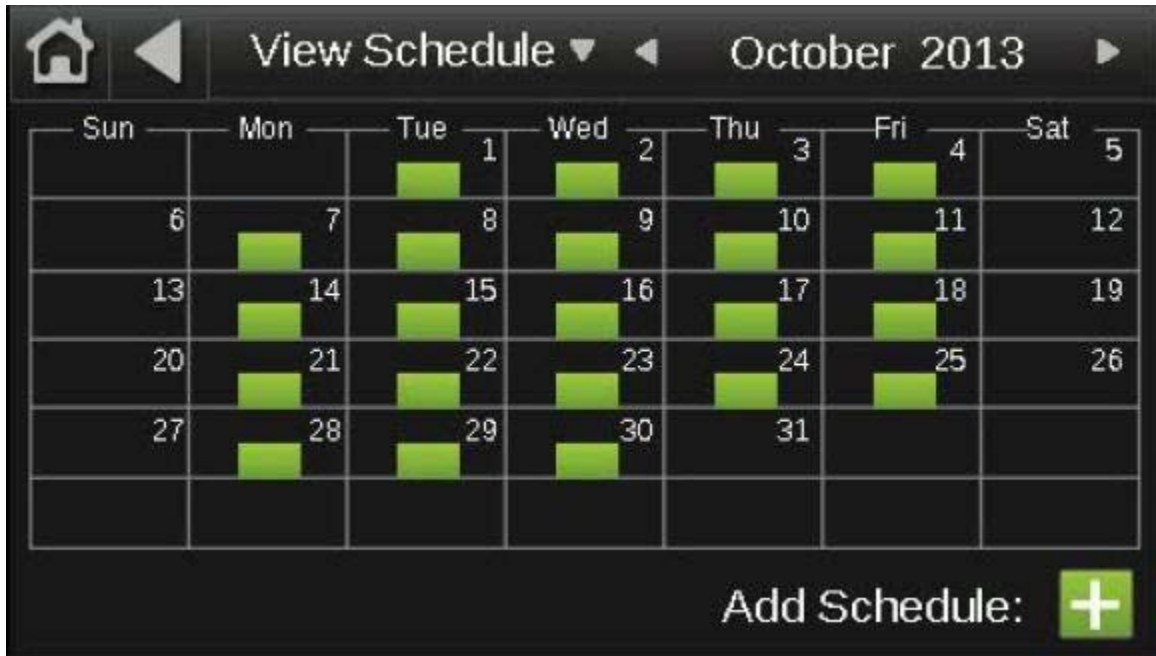 View Schedule October 2013
Sun Mon Tue Wed Thu Fri Sat
1 2 3 4 5
6 7 8 9 10 11 12
13 14 15 16 17 18 19
20 21 22 23 24 25 26
27 28 29 30 31
Add Schedule: